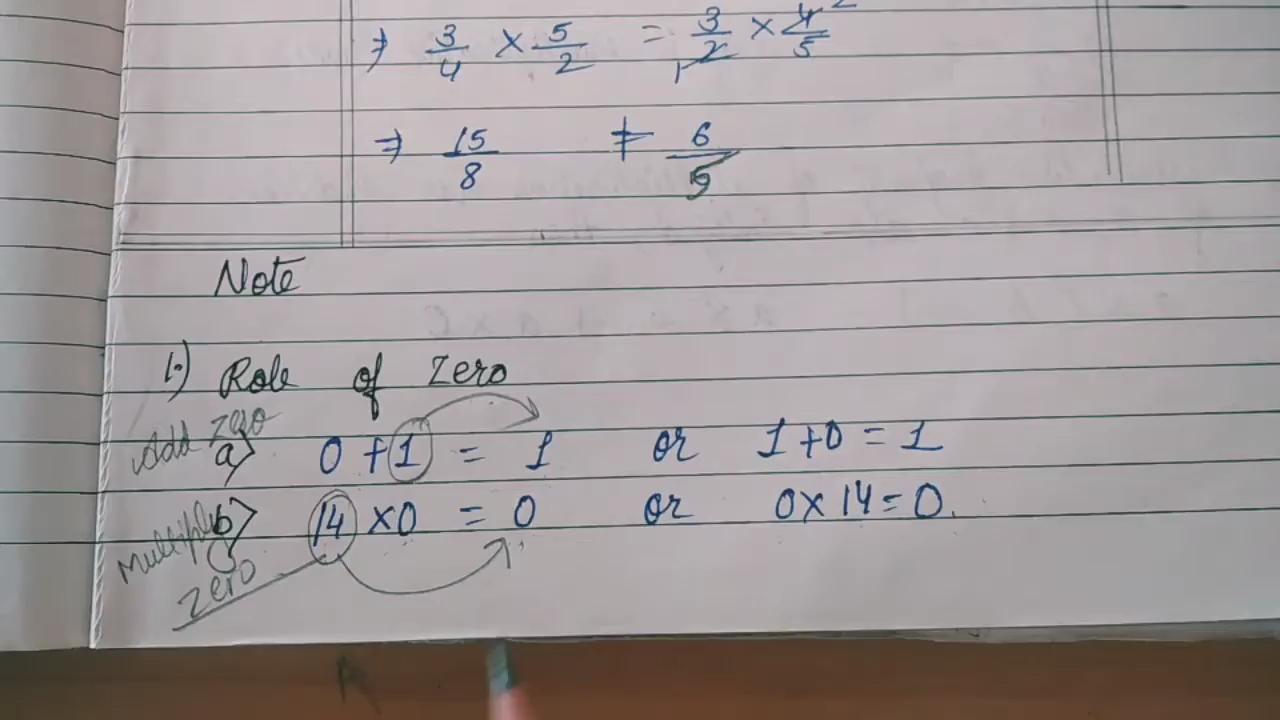 ⇒ 3/4 × 5/2 = 3/2 × 4/5
⇒ 15/8 ≠ 6/5
Note
1.) Role of Zero
Add zero
a) 0 + 1 = 1 or 1 + 0 = 1
Multiply
b) 14 × 0 = 0 or 0 × 14 = 0.
zero